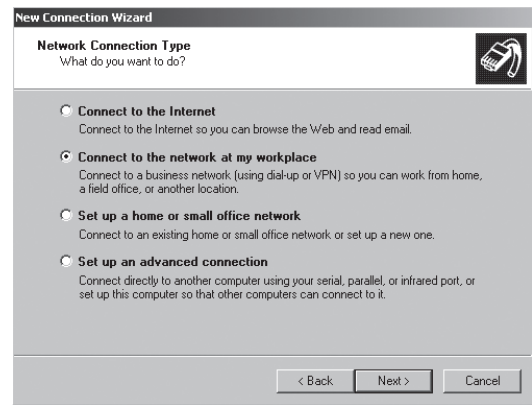 New Connection Wizard
Network Connection Type
What do you want to do?
Connect to the Internet
Connect to the Internet so you can browse the Web and read email.
Connect to the network at my workplace
Connect to a business network (using dial-up or VPN) so you can work from home,
a field office, or another location.
Set up a home or small office network
Connect to an existing home or small office network or set up a new one.
Set up an advanced connection
Connect directly to another computer using your serial, parallel, or infrared port, or
set up this computer so that other computers can connect to it.
< Back Next > Cancel